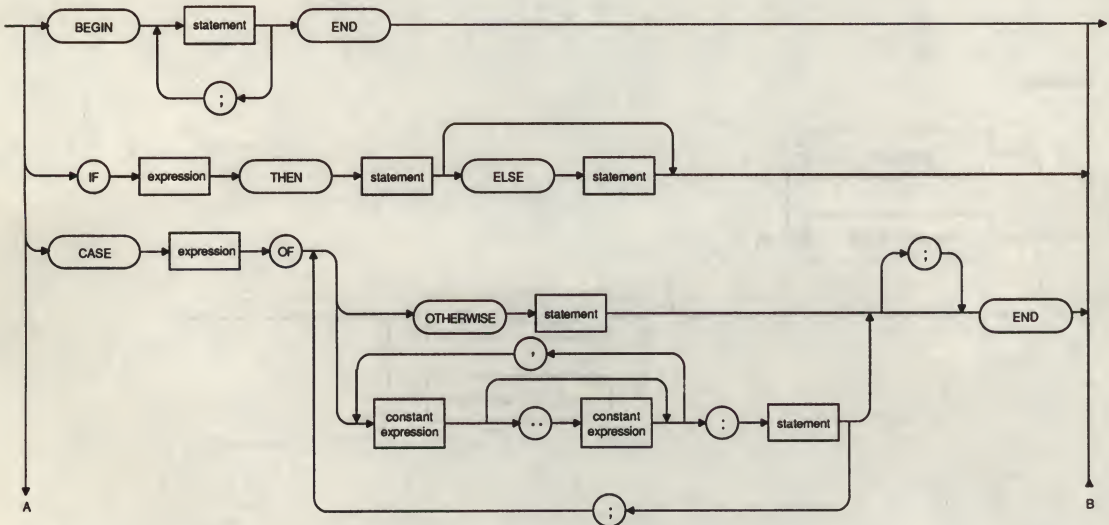 BEGIN statement END
;
IF expression THEN statement ELSE statement
CASE expression OF ;
OTHERWISE statement END
,
constant expression .. constant expression : statement
;
A B